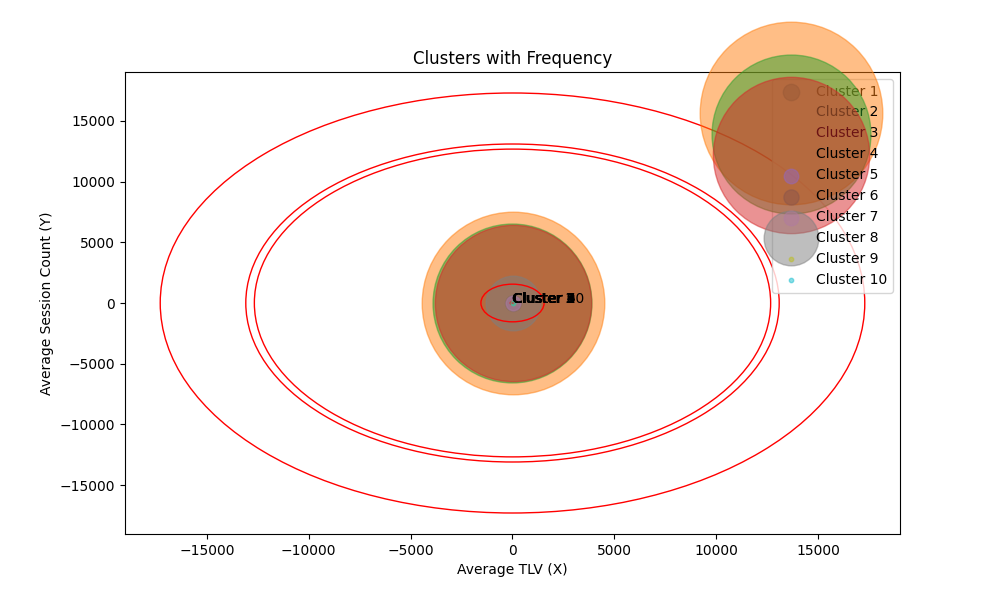 Clusters with Frequency
Average Session Count (Y)
15000
10000
5000
0
−5000
−10000
−15000
Cluster 1
Cluster 2
Cluster 3
Cluster 4
Cluster 5
Cluster 6
Cluster 7
Cluster 8
Cluster 9
Cluster 10
Cluster
−15000
−10000
−5000
0
5000
10000
15000
Average TLV (X)